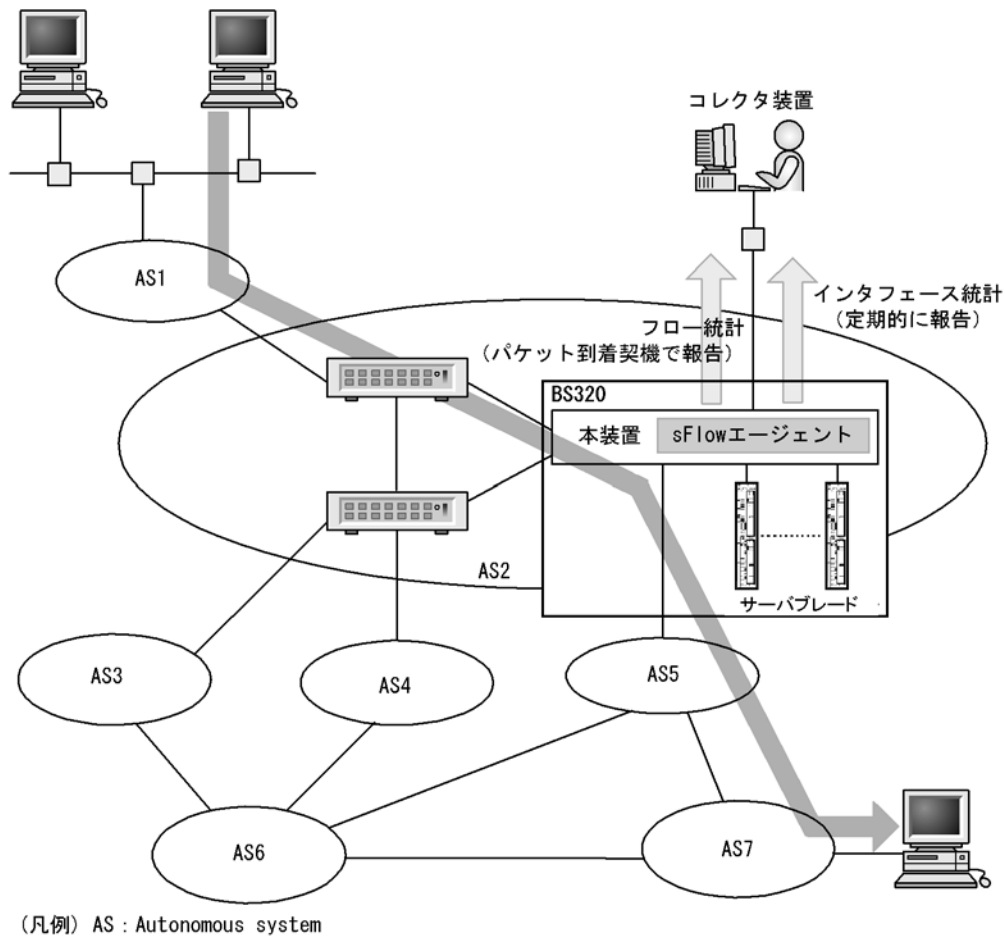 コレクタ装置
AS1
インタフェース統計
(定期的に報告)
フロー統計
(パケット到着契機で報告)
BS320
本装置
sFlowエージェント
AS2
サーバブレード
AS3
AS4
AS5
AS6
AS7
(凡例) AS:Autonomous system